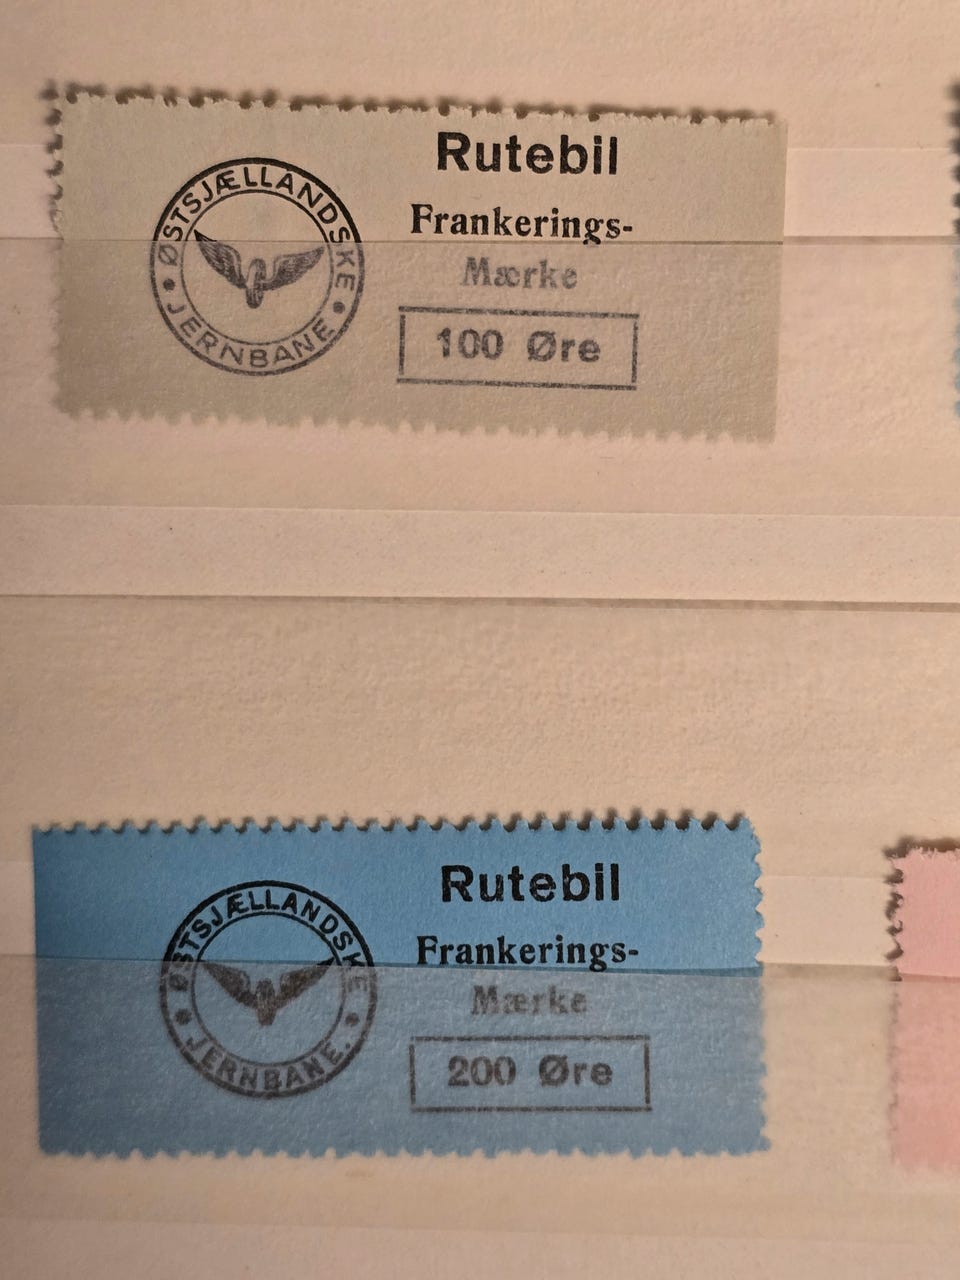 Rutebil
Frankerings-
Mærke
100 Øre
ØSTSJÆLLANDSKE
• JERNBANE •
Rutebil
Frankerings-
Mærke
200 Øre
ØSTSJÆLLANDSKE
• JERNBANE. •